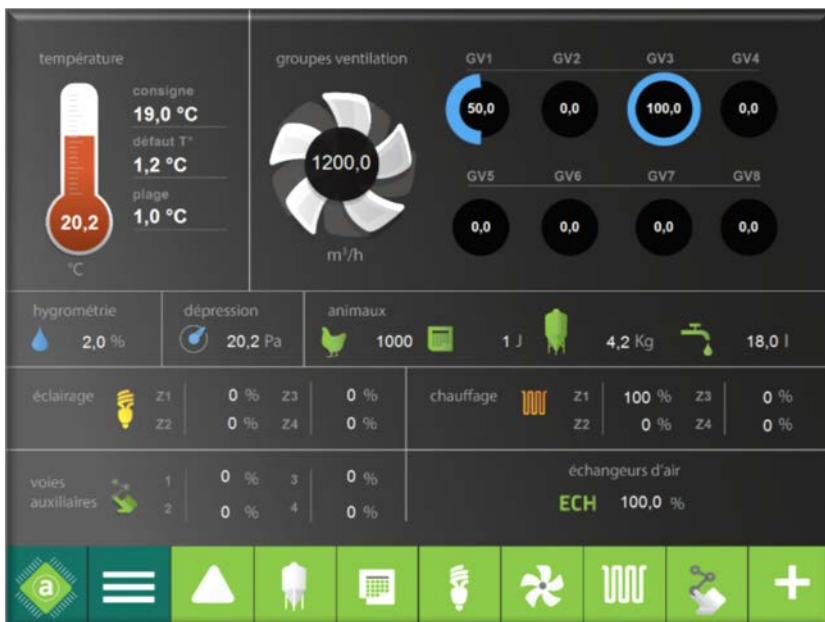 température
consigne
19,0 °C
défaut T°
1,2 °C
plage
1,0 °C
20,2
°C
groupes ventilation
1200,0
m³/h
GV1 GV2 GV3 GV4
50,0 0,0 100,0 0,0
GV5 GV6 GV7 GV8
0,0 0,0 0,0 0,0
hygrométrie
2,0 %
dépression
20,2 Pa
animaux
1000 1 J 4,2 Kg 18,0 l
éclairage
Z1 0 % Z3 0 %
Z2 0 % Z4 0 %
chauffage
Z1 100 % Z3 0 %
Z2 0 % Z4 0 %
voies
auxiliaires
1 0 % 3 0 %
2 0 % 4 0 %
échangeurs d'air
ECH 100,0 %
a